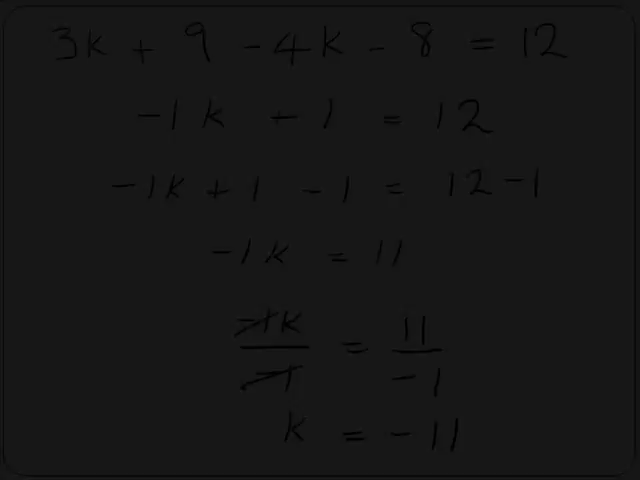 3k + 9 - 4k - 8 = 12
-1k + 1 = 12
-1k + 1 - 1 = 12 - 1
-1k = 11
-1k/-1 = 11/-1
k = -11